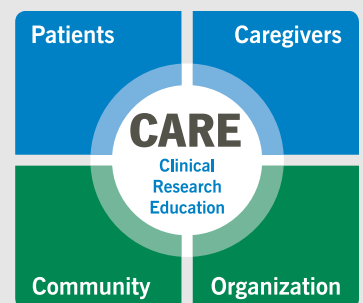 Patients
Caregivers
CARE
Clinical
Research
Education
Community
Organization